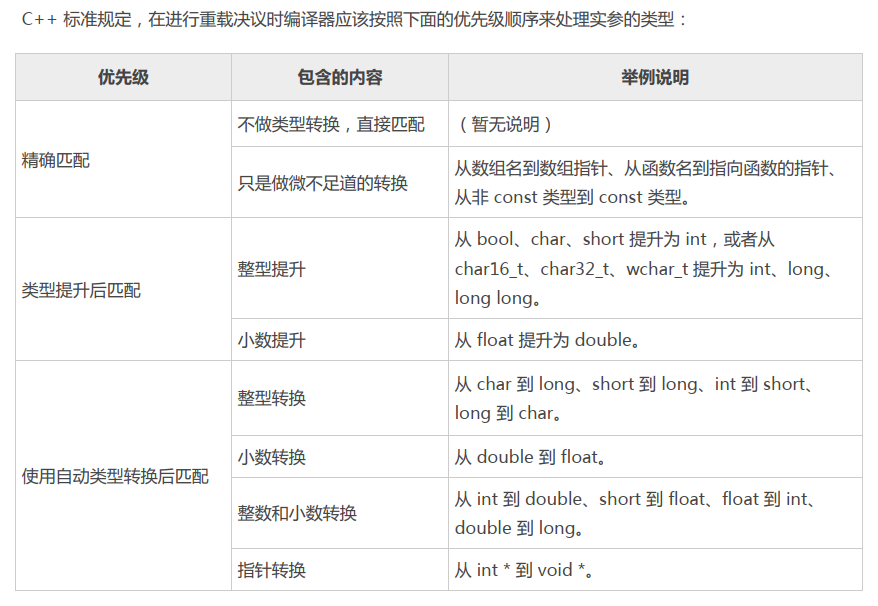 C++ 标准规定，在进行重载决议时编译器应该按照下面的优先级顺序来处理实参的类型：
优先级 包含的内容 举例说明
精确匹配
不做类型转换，直接匹配
（暂无说明）
只是做微不足道的转换
从数组名到数组指针、从函数名到指向函数的指针、
从非 const 类型到 const 类型。
类型提升后匹配
整型提升
从 bool、char、short 提升为 int，或者从
char16_t、char32_t、wchar_t 提升为 int、long、
long long。
小数提升
从 float 提升为 double。
使用自动类型转换后匹配
整型转换
从 char 到 long、short 到 long、int 到 short、
long 到 char。
小数转换
从 double 到 float。
整数和小数转换
从 int 到 double、short 到 float、float 到 int、
double 到 long。
指针转换
从 int * 到 void *。